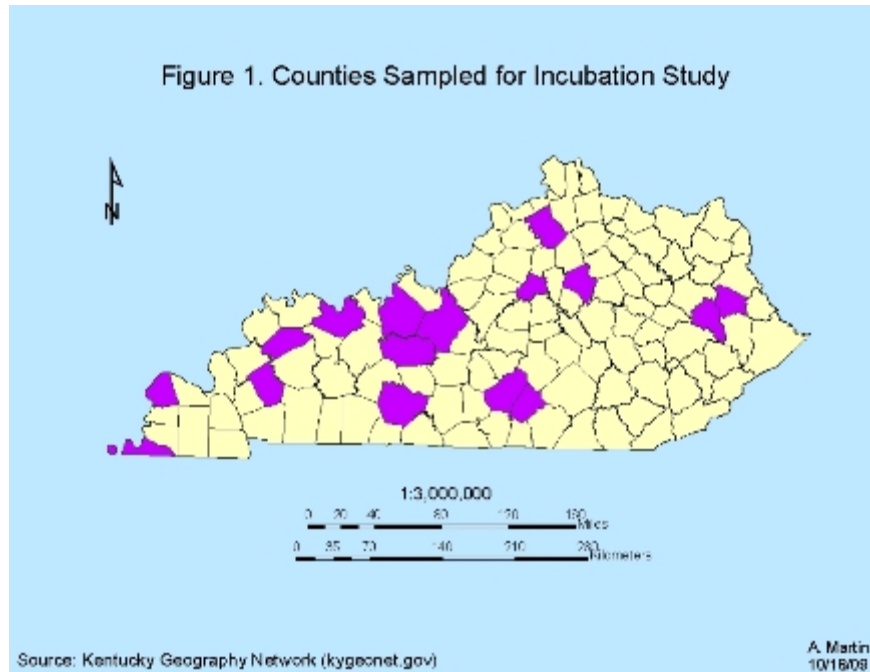 Figure 1. Counties Sampled for Incubation Study
N
1:3,000,000
0 20 40 80 120 160
Miles
0 35 70 140 210 280
Kilometers
Source: Kentucky Geography Network (kygeonet.gov)
A. Martin
10/16/09